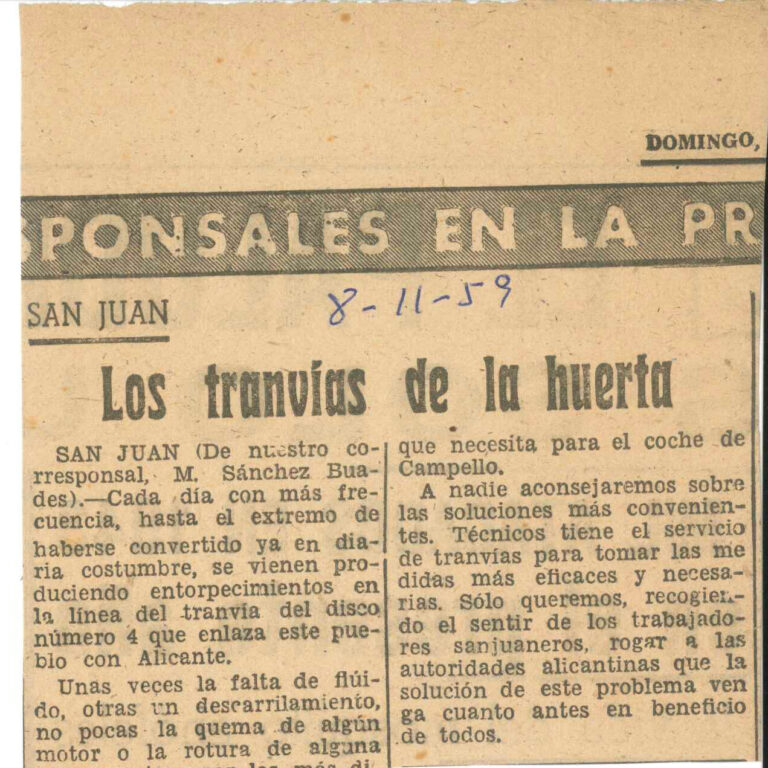 DOMINGO,
SPONSALES EN LA PR
SAN JUAN
8-11-59
Los tranvías de la huerta
SAN JUAN (De nuestro co-
rresponsal, M. Sánchez Bua-
des).—Cada día con más fre-
cuencia, hasta el extremo de
haberse convertido ya en dia-
ria costumbre, se vienen pro-
duciendo entorpecimientos en
la línea del tranvía del disco
número 4 que enlaza este pue-
blo con Alicante.
Unas veces la falta de flúi-
do, otras un descarrilamiento,
no pocas la quema de algún
motor o la rotura de alguna
que necesita para el coche de
Campello.
A nadie aconsejaremos sobre
las soluciones más convenien-
tes. Técnicos tiene el servicio
de tranvías para tomar las me
didas más eficaces y necesa-
rias. Sólo queremos, recogien-
do el sentir de los trabajado-
res sanjuaneros, rogar a las
autoridades alicantinas que la
solución de este problema ven
ga cuanto antes en beneficio
de todos.